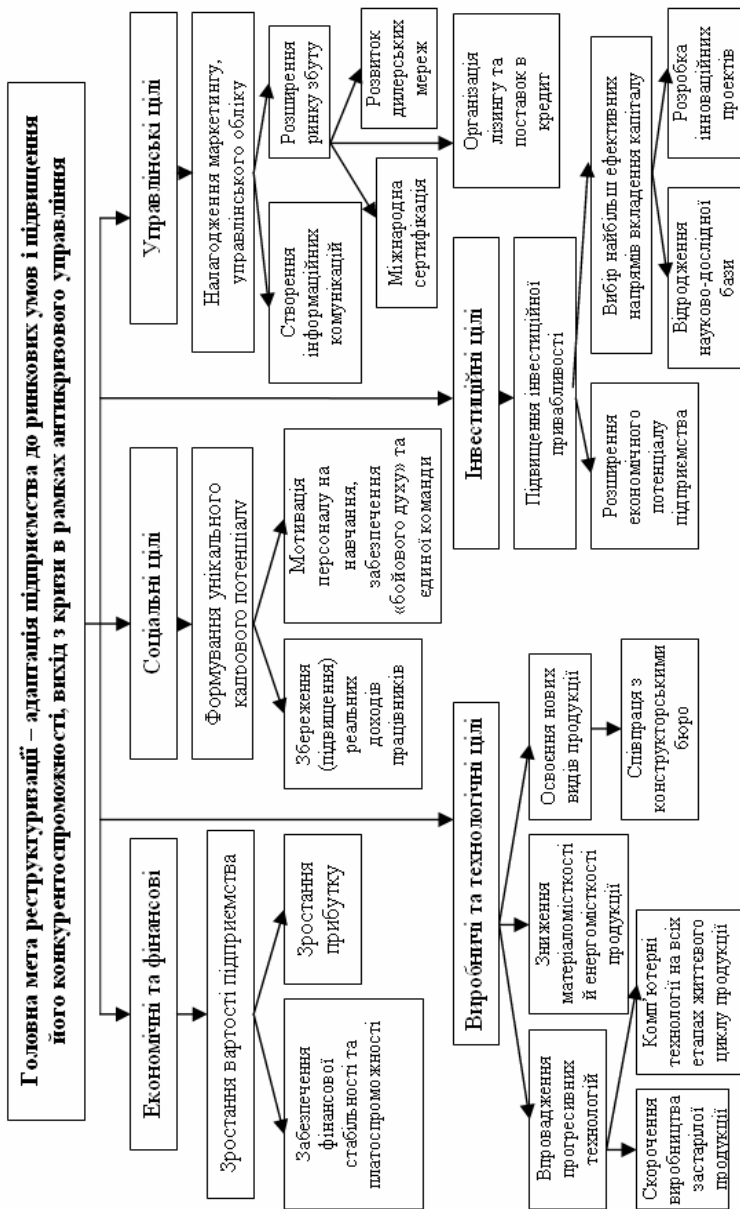 Головна мета реструктуризації – адаптація підприємства до ринкових умов і підвищення
його конкурентоспроможності, вихід з кризи в рамках антикризового управління
Економічні та фінансові
Зростання вартості підприємства
Забезпечення
фінансової
стабільності та
платоспроможності
Зростання
прибутку
Соціальні цілі
Формування унікального
кадрового потенціалу
Збереження
(підвищення)
реальних
доходів
працівників
Мотивація
персоналу на
навчання,
забезпечення
«бойового духу» та
єдиної команди
Управлінські цілі
Налагодження маркетингу,
управлінського обліку
Створення
інформаційних
комунікацій
Розширення
ринку збуту
Міжнародна
сертифікація
Розвиток
дилерських
мереж
Організація
лізингу та
поставок в
кредит
Виробничі та технологічні цілі
Впровадження
прогресивних
технологій
Зниження
матеріаломісткості
й енергомісткості
продукції
Освоєння нових
видів продукції
Скорочення
виробництва
застарілої
продукції
Комп’ютерні
технології на всіх
етапах життєвого
циклу продукції
Співпраця з
конструкторськими
бюро
Інвестиційні цілі
Підвищення інвестиційної
привабливості
Розширення
економічного
потенціалу
підприємства
Вибір найбільш ефективних
напрямів вкладення капіталу
Відродження
науково-дослідної
бази
Розробка
інноваційних
проектів